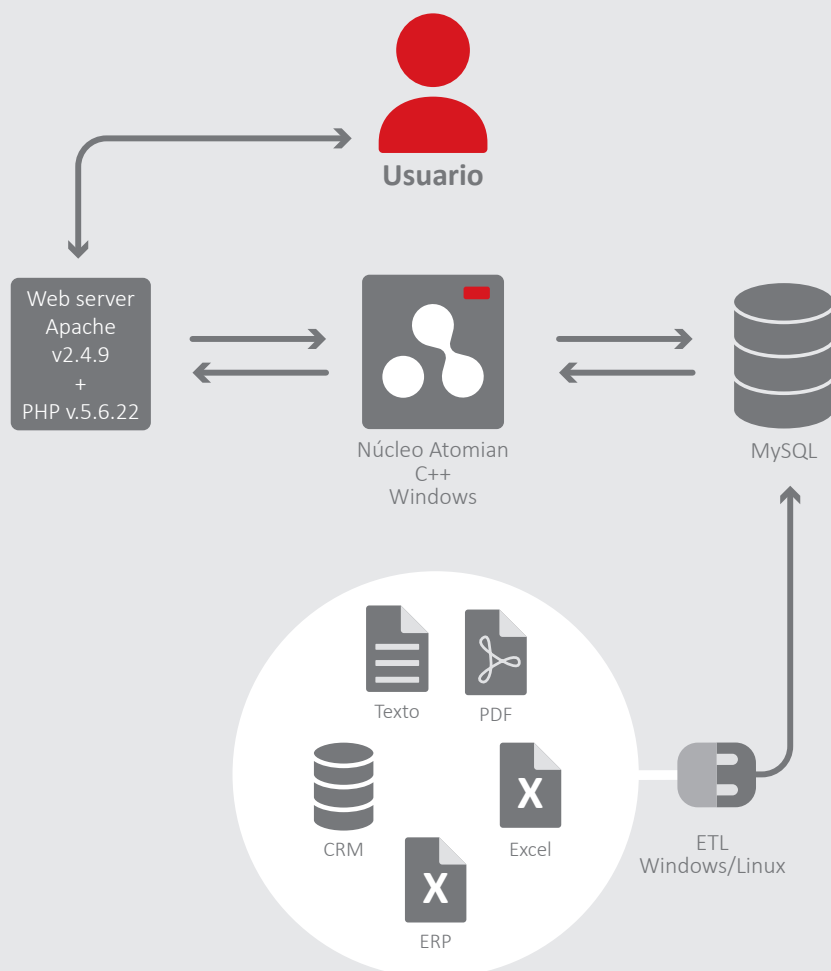 Usuario
Web server
Apache
v2.4.9
+
PHP v.5.6.22
Núcleo Atomian
C++
Windows
MySQL
Texto
PDF
CRM
X
Excel
X
ERP
ETL
Windows/Linux